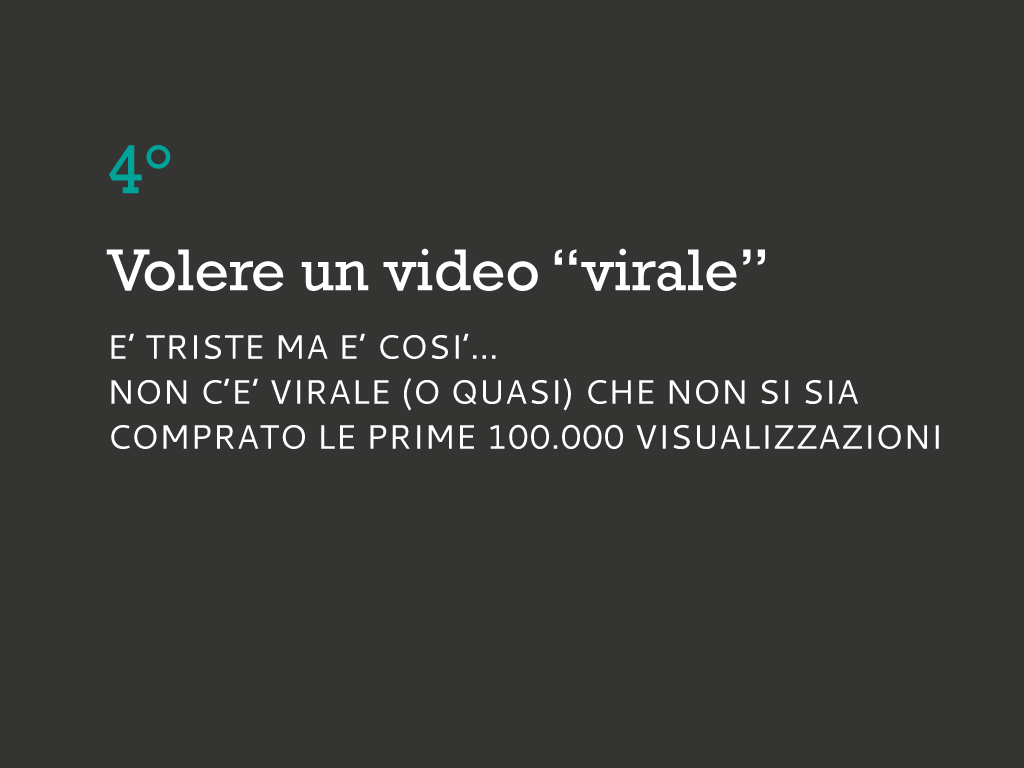 4°
Volere un video “virale”
E’ TRISTE MA E’ COSI’...
NON C’E’ VIRALE (O QUASI) CHE NON SI SIA
COMPRATO LE PRIME 100.000 VISUALIZZAZIONI